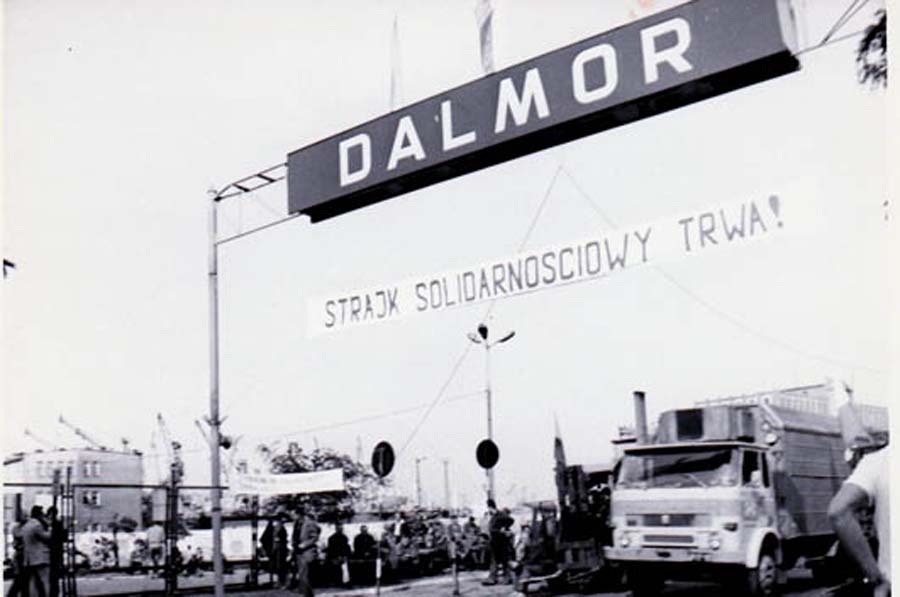 DALMOR
STRAJK SOLIDARNOSCIOWY TRWA!